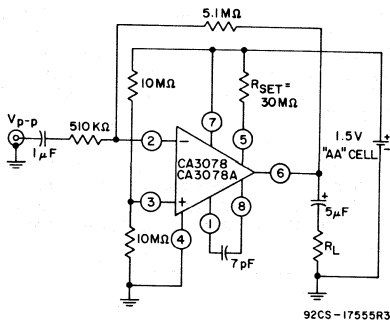 5.1MΩ
10MΩ
RSET=
30MΩ
Vp-p
510KΩ
1µF
7
5
1.5V
"AA" CELL
2
CA3078
CA3078A
6
3
1
8
4
10MΩ
7pF
5µF
RL
92CS-17555R3